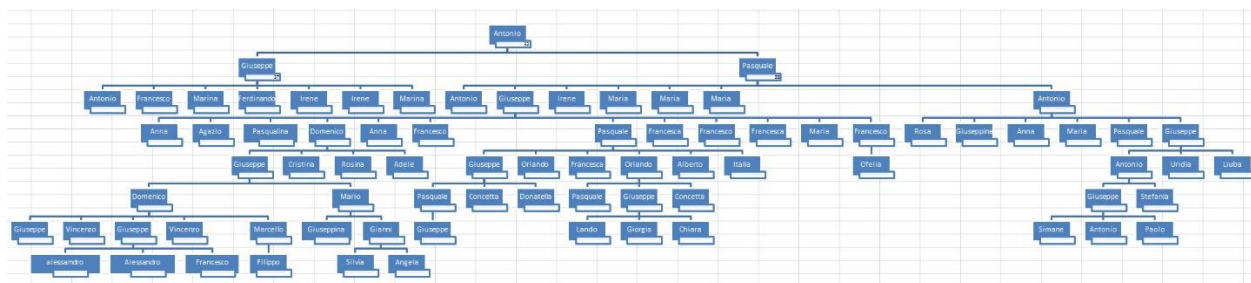 Antonio
Giuseppe Pasquale
Antonio Francesco Marina Ferdinando Irene Irene Marina Antonio Giuseppe Irene Maria Maria Maria Antonio
Anna Agazio Pasqualina Domenico Anna Francesco Pasquale Francesca Francesco Francesca Maria Francesco Rosa Giuseppina Anna Maria Pasquale Giuseppe
Giuseppe Cristina Rosina Adele Giuseppe Orlando Francesca Orlando Alberto Italia Ofelia Antonio Uridia Liuba
Domenico Mario Pasquale Concetta Donatella Pasquale Giuseppe Concetta Giuseppe Stefania
Giuseppe Vincenzo Giuseppe Vincenzo Marcello Giuseppina Gianni Giuseppe Lando Giorgia Chiara Simane Antonio Paolo
alessandro Alessandro Francesco Filippo Silvia Angela